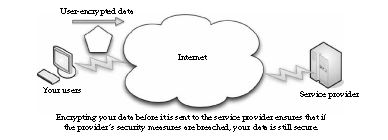 User-encrypted data
Internet
Your users
Service provider
Encrypting your data before it is sent to the service provider ensures that if
the provider's security measures are breached, your data is still secure.